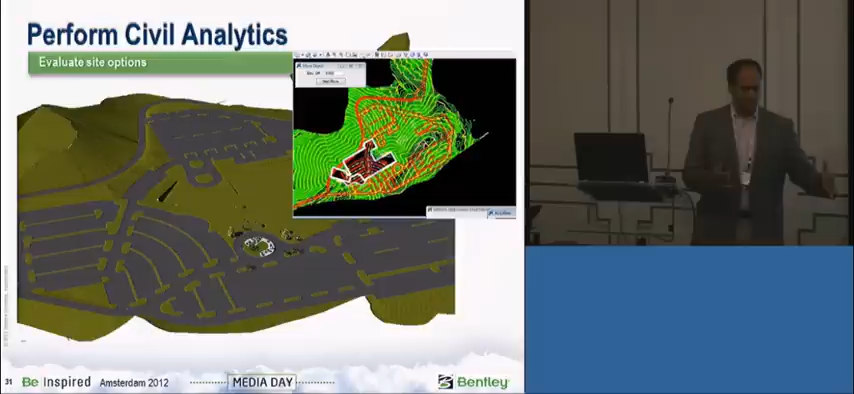 Perform Civil Analytics
Evaluate site options
31 Be Inspired Amsterdam 2012 MEDIA DAY Bentley